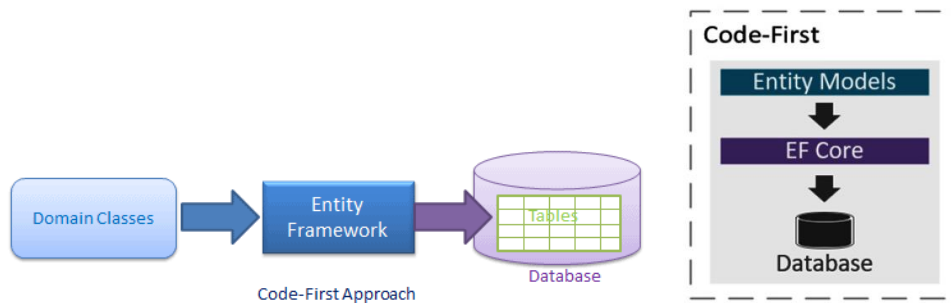 Domain Classes
Entity
Framework
Tables
Database
Code-First Approach
Code-First
Entity Models
EF Core
Database